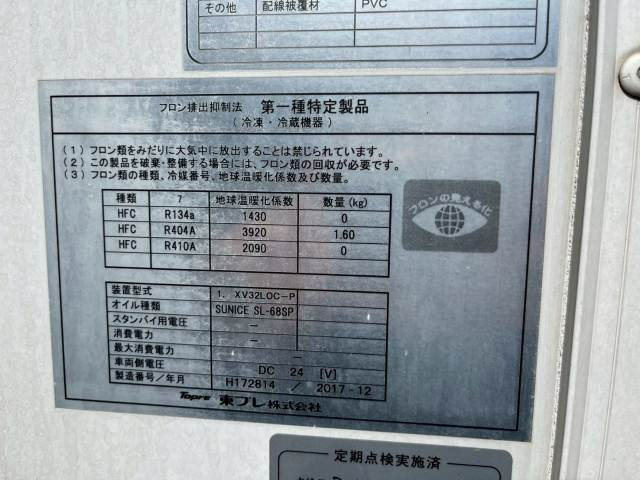 その他 配線被覆材 PVC
フロン排出抑制法 第一種特定製品
(冷凍・冷蔵機器)
(1) フロン類をみだりに大気中に放出することは禁じられています。
(2) この製品を破棄・整備する場合には、フロン類の回収が必要です。
(3) フロン類の種類、冷媒番号、地球温暖化係数及び数量。
種類 7 地球温暖化係数 数量(kg)
HFC R134a 1430 0
HFC R404A 3920 1.60
HFC R410A 2090 0
フロンの見える化
装置型式 1. XV32LOC-P
オイル種類 SUNICE SL-68SP
スタンバイ用電圧 —
消費電力 —
最大消費電力 —
車両側電圧 DC 24 [V]
製造番号/年月 H172814 / 2017-12
Topre 東プレ株式会社
定期点検実施済